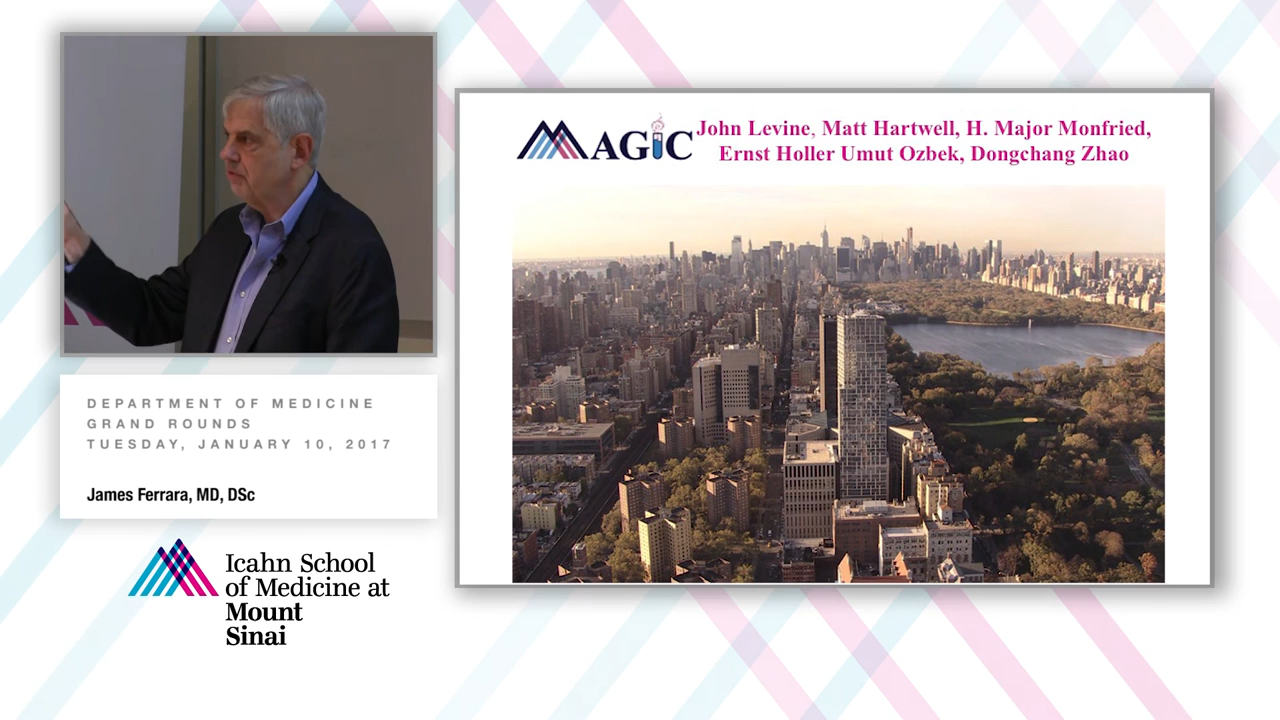 MAGIC
John Levine, Matt Hartwell, H. Major Monfried,
Ernst Holler Umut Ozbek, Dongchang Zhao
DEPARTMENT OF MEDICINE
GRAND ROUNDS
TUESDAY, JANUARY 10, 2017
James Ferrara, MD, DSc
Icahn School
of Medicine at
Mount
Sinai